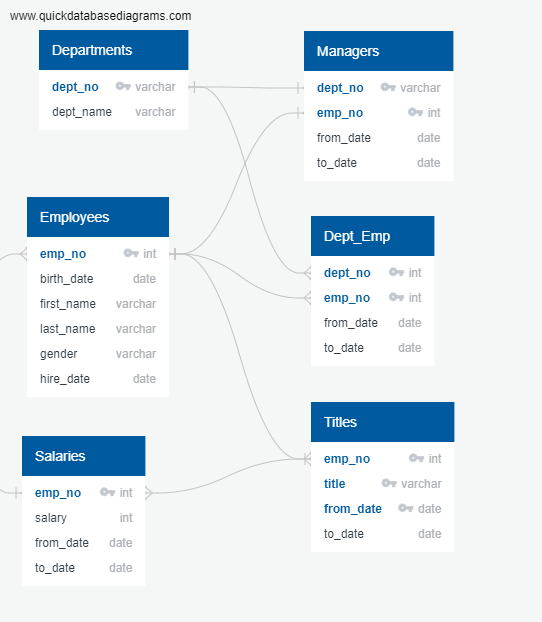 www.quickdatabasediagrams.com
Departments
dept_no varchar
dept_name varchar
Managers
dept_no varchar
emp_no int
from_date date
to_date date
Employees
emp_no int
birth_date date
first_name varchar
last_name varchar
gender varchar
hire_date date
Dept_Emp
dept_no int
emp_no int
from_date date
to_date date
Salaries
emp_no int
salary int
from_date date
to_date date
Titles
emp_no int
title varchar
from_date date
to_date date